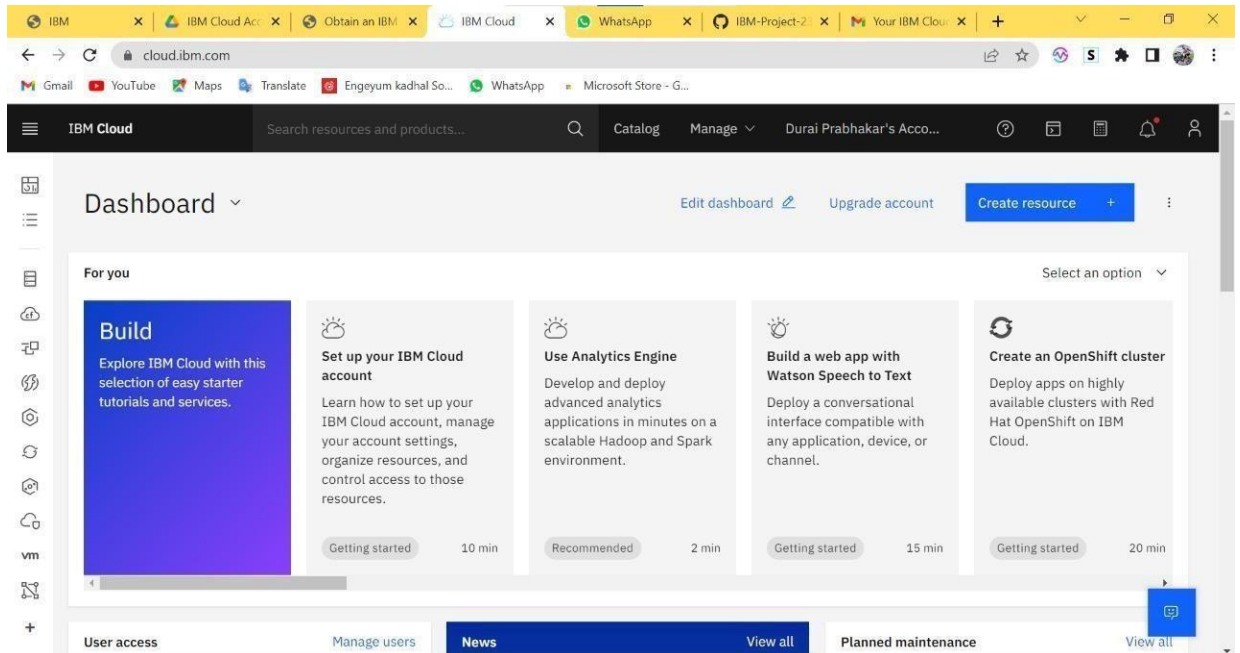 IBM
IBM Cloud Acc
Obtain an IBM
IBM Cloud
WhatsApp
IBM-Project-2
Your IBM Clou
cloud.ibm.com
Gmail
YouTube
Maps
Translate
Engeyum kadhal So...
WhatsApp
Microsoft Store - G...
IBM Cloud
Search resources and products...
Catalog
Manage
Durai Prabhakar's Acco...
Dashboard
Edit dashboard
Upgrade account
Create resource +
For you
Select an option
Build
Explore IBM Cloud with this
selection of easy starter
tutorials and services.
Set up your IBM Cloud
account
Learn how to set up your
IBM Cloud account, manage
your account settings,
organize resources, and
control access to those
resources.
Getting started 10 min
Use Analytics Engine
Develop and deploy
advanced analytics
applications in minutes on a
scalable Hadoop and Spark
environment.
Recommended 2 min
Build a web app with
Watson Speech to Text
Deploy a conversational
interface compatible with
any application, device, or
channel.
Getting started 15 min
Create an OpenShift cluster
Deploy apps on highly
available clusters with Red
Hat OpenShift on IBM
Cloud.
Getting started 20 min
vm
User access
Manage users
News
View all
Planned maintenance
View all